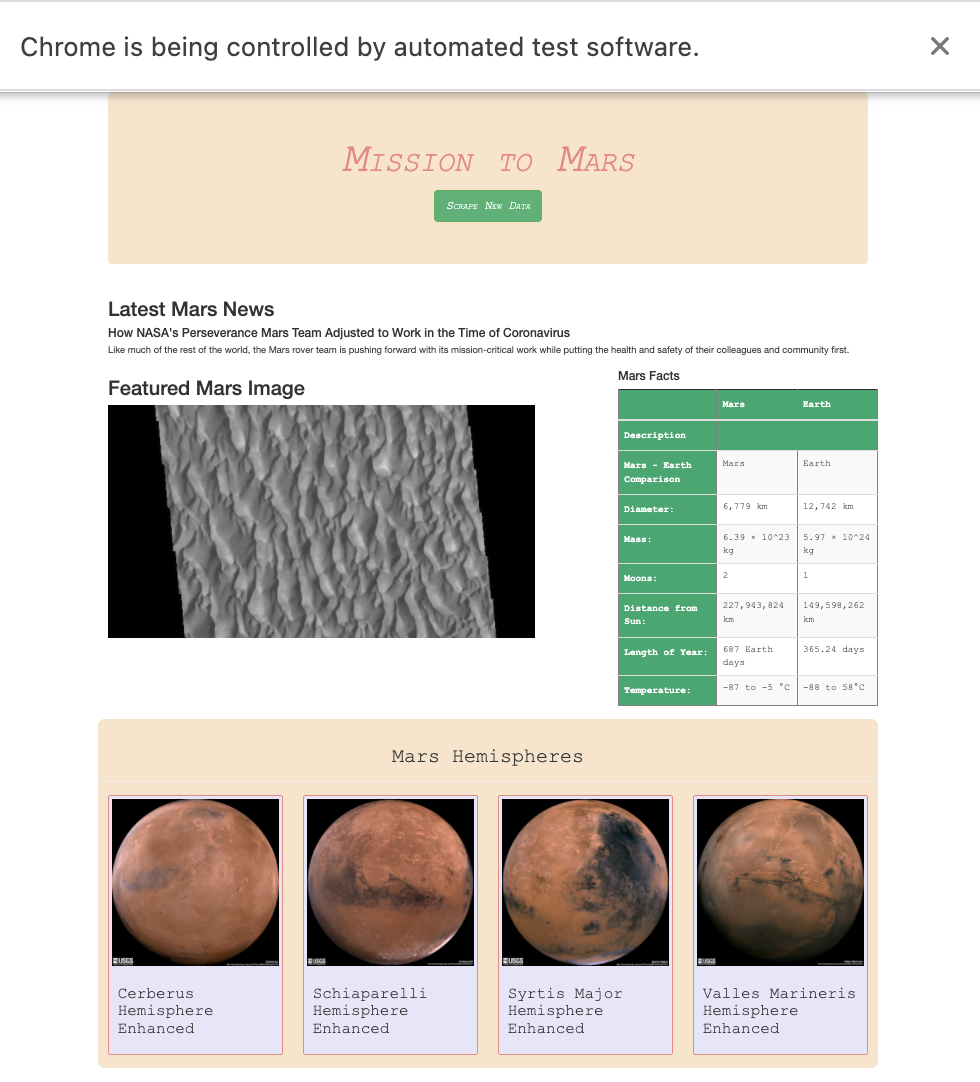 Chrome is being controlled by automated test software.
Mission to Mars
Scrape New Data
Latest Mars News
How NASA's Perseverance Mars Team Adjusted to Work in the Time of Coronavirus
Like much of the rest of the world, the Mars rover team is pushing forward with its mission-critical work while putting the health and safety of their colleagues and community first.
Featured Mars Image
Mars Facts
Mars Earth
Description
Mars - Earth Mars Earth
Comparison
Diameter: 6,779 km 12,742 km
Mass: 6.39 × 10^23 5.97 × 10^24
kg kg
Moons: 2 1
Distance from 227,943,824 149,598,262
Sun: km km
Length of Year: 687 Earth 365.24 days
days
Temperature: -87 to -5 °C -88 to 58°C
Mars Hemispheres
USGS USGS USGS USGS
Cerberus Schiaparelli Syrtis Major Valles Marineris
Hemisphere Hemisphere Hemisphere Hemisphere
Enhanced Enhanced Enhanced Enhanced